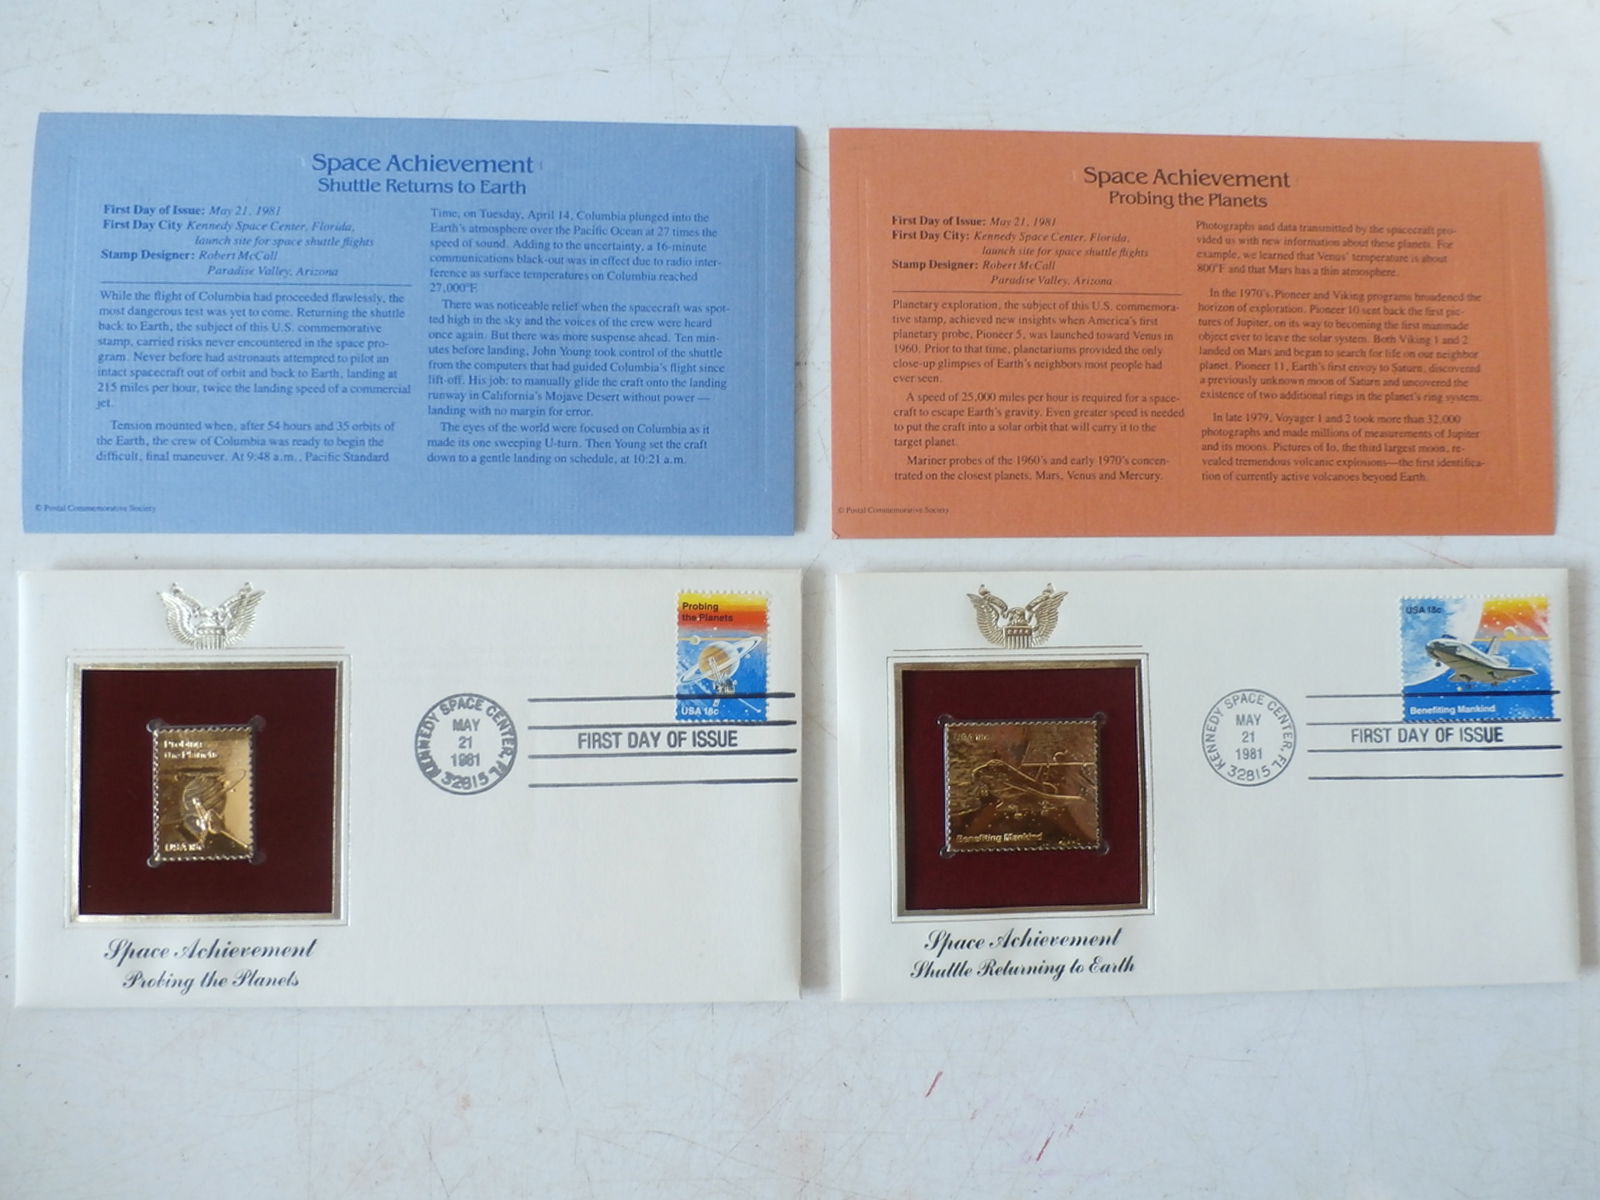 Space Achievement
Shuttle Returns to Earth
First Day of Issue: May 21, 1981
First Day City Kennedy Space Center, Florida,
launch site for space shuttle flights
Stamp Designer: Robert McCall
Paradise Valley, Arizona
While the flight of Columbia had proceeded flawlessly, the
most dangerous test was yet to come. Returning the shuttle
back to Earth, the subject of this U.S. commemorative
stamp, carried risks never encountered in the space pro-
gram. Never before had astronauts attempted to pilot an
intact spacecraft out of orbit and back to Earth, landing at
215 miles per hour, twice the landing speed of a commercial
jet.
Tension mounted when, after 54 hours and 35 orbits of
the Earth, the crew of Columbia was ready to begin the
difficult, final maneuver. At 9:48 a.m., Pacific Standard
Time, on Tuesday, April 14, Columbia plunged into the
Earth's atmosphere over the Pacific Ocean at 27 times the
speed of sound. Adding to the uncertainty, a 16-minute
communications black-out was in effect due to radio inter-
ference as surface temperatures on Columbia reached
27,000°F.
There was noticeable relief when the spacecraft was spot-
ted high in the sky and the voices of the crew were heard
once again. But there was more suspense ahead. Ten min-
utes before landing, John Young took control of the shuttle
from the computers that had guided Columbia's flight since
lift-off. His job: to manually glide the craft onto the landing
runway in California's Mojave Desert without power —
landing with no margin for error.
The eyes of the world were focused on Columbia as it
made its one sweeping U-turn. Then Young set the craft
down to a gentle landing on schedule, at 10:21 a.m.
© Postal Commemorative Society
Space Achievement
Probing the Planets
First Day of Issue: May 21, 1981
First Day City: Kennedy Space Center, Florida,
launch site for space shuttle flights
Stamp Designer: Robert McCall
Paradise Valley, Arizona
Planetary exploration, the subject of this U.S. commemora-
tive stamp, achieved new insights when America's first
planetary probe, Pioneer 5, was launched toward Venus in
1960. Prior to that time, planetariums provided the only
close-up glimpses of Earth's neighbors most people had
ever seen.
A speed of 25,000 miles per hour is required for a space-
craft to escape Earth's gravity. Even greater speed is needed
to put the craft into a solar orbit that will carry it to the
target planet.
Mariner probes of the 1960's and early 1970's concen-
trated on the closest planets, Mars, Venus and Mercury.
Photographs and data transmitted by the spacecraft pro-
vided us with new information about these planets. For
example, we learned that Venus' temperature is about
800°F and that Mars has a thin atmosphere.
In the 1970's, Pioneer and Viking programs broadened the
horizon of exploration. Pioneer 10 sent back the first pic-
tures of Jupiter, on its way to becoming the first manmade
object ever to leave the solar system. Both Viking 1 and 2
landed on Mars and began to search for life on our neighbor
planet. Pioneer 11, Earth's first envoy to Saturn, discovered
a previously unknown moon of Saturn and uncovered the
existence of two additional rings in the planet's ring system.
In late 1979, Voyager 1 and 2 took more than 32,000
photographs and made millions of measurements of Jupiter
and its moons. Pictures of Io, the third largest moon, re-
vealed tremendous volcanic explosions—the first identifica-
tion of currently active volcanoes beyond Earth.
© Postal Commemorative Society
Probing
the Planets
USA 18c
KENNEDY SPACE CENTER, FL
MAY
21
1981
32815
FIRST DAY OF ISSUE
Probing
the Planets
USA 18c
Space Achievement
Probing the Planets
USA 18c
Benefiting Mankind
KENNEDY SPACE CENTER, FL
MAY
21
1981
32815
FIRST DAY OF ISSUE
USA 18c
Benefiting Mankind
Space Achievement
Shuttle Returning to Earth